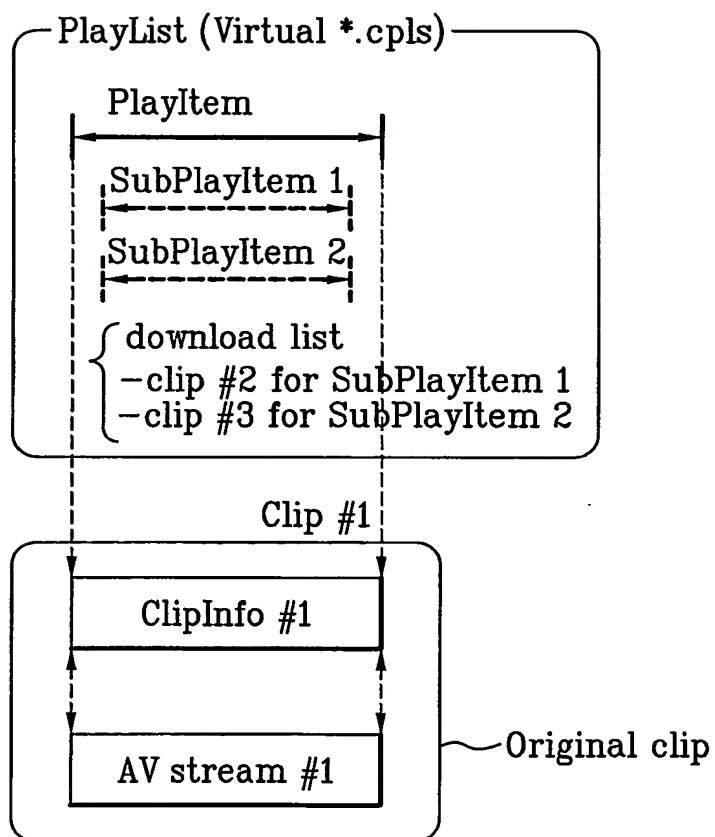 PlayList (Virtual *.cpls)
PlayItem
SubPlayItem 1
SubPlayItem 2
download list
-clip #2 for SubPlayItem 1
-clip #3 for SubPlayItem 2
Clip #1
ClipInfo #1
AV stream #1
Original clip